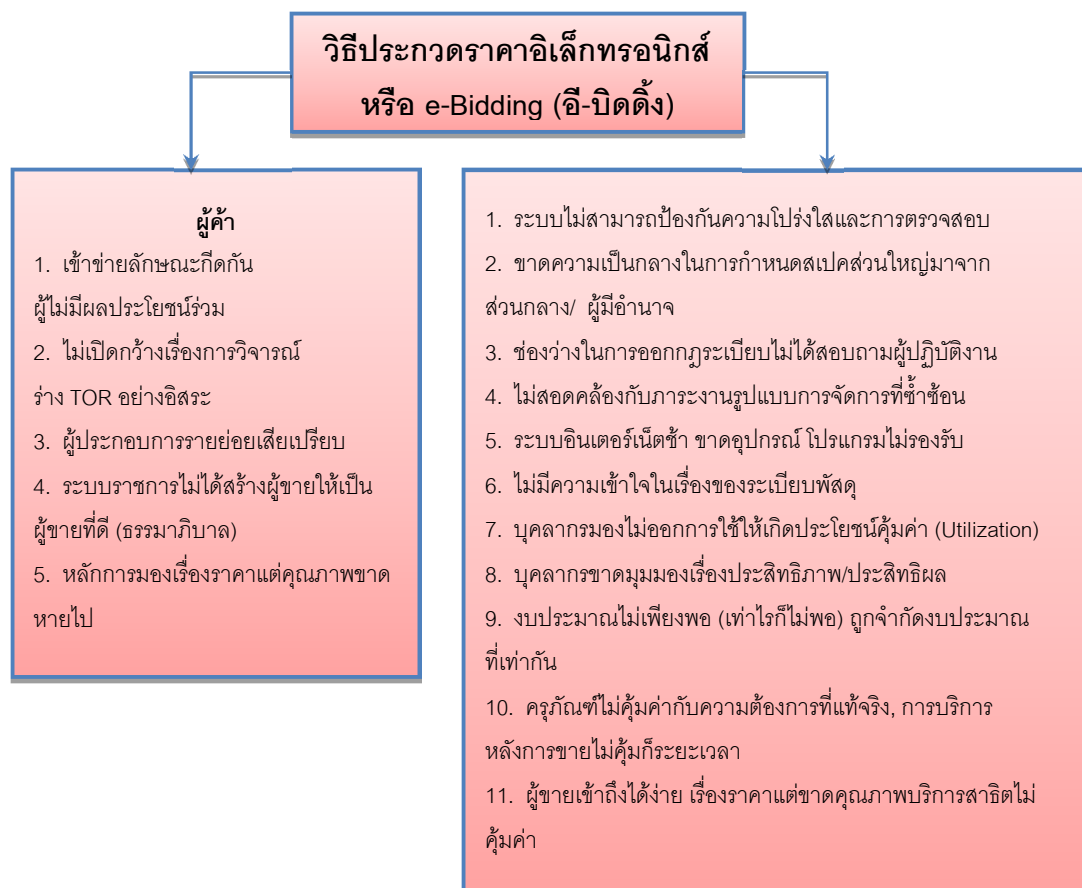 วิธีประกวดราคาอิเล็กทรอนิกส์
หรือ e-Bidding (อี-บิดดิ้ง)
ผู้ค้า
1. เข้าข่ายลักษณะกีดกัน
ผู้ไม่มีผลประโยชน์ร่วม
2. ไม่เปิดกว้างเรื่องการวิจารณ์
ร่าง TOR อย่างอิสระ
3. ผู้ประกอบการรายย่อยเสียเปรียบ
4. ระบบราชการไม่ได้สร้างผู้ขายให้เป็น
ผู้ขายที่ดี (ธรรมาภิบาล)
5. หลักการมองเรื่องราคาแต่คุณภาพขาด
หายไป
1. ระบบไม่สามารถป้องกันความโปร่งใสและการตรวจสอบ
2. ขาดความเป็นกลางในการกำหนดสเปคส่วนใหญ่มาจาก
ส่วนกลาง/ ผู้มีอำนาจ
3. ช่องว่างในการออกกฎระเบียบไม่ได้สอบถามผู้ปฏิบัติงาน
4. ไม่สอดคล้องกับภาระงานรูปแบบการจัดการที่ซ้ำซ้อน
5. ระบบอินเตอร์เน็ตช้า ขาดอุปกรณ์ โปรแกรมไม่รองรับ
6. ไม่มีความเข้าใจในเรื่องของระเบียบพัสดุ
7. บุคลากรมองไม่ออกการใช้ให้เกิดประโยชน์คุ้มค่า (Utilization)
8. บุคลากรขาดมุมมองเรื่องประสิทธิภาพ/ประสิทธิผล
9. งบประมาณไม่เพียงพอ (เท่าไรก็ไม่พอ) ถูกจำกัดงบประมาณ
ที่เท่ากัน
10. ครุภัณฑ์ไม่คุ้มค่ากับความต้องการที่แท้จริง, การบริการ
หลังการขายไม่คุ้มก็ระยะเวลา
11. ผู้ขายเข้าถึงได้ง่าย เรื่องราคาแต่ขาดคุณภาพบริการสาธิตไม่
คุ้มค่า